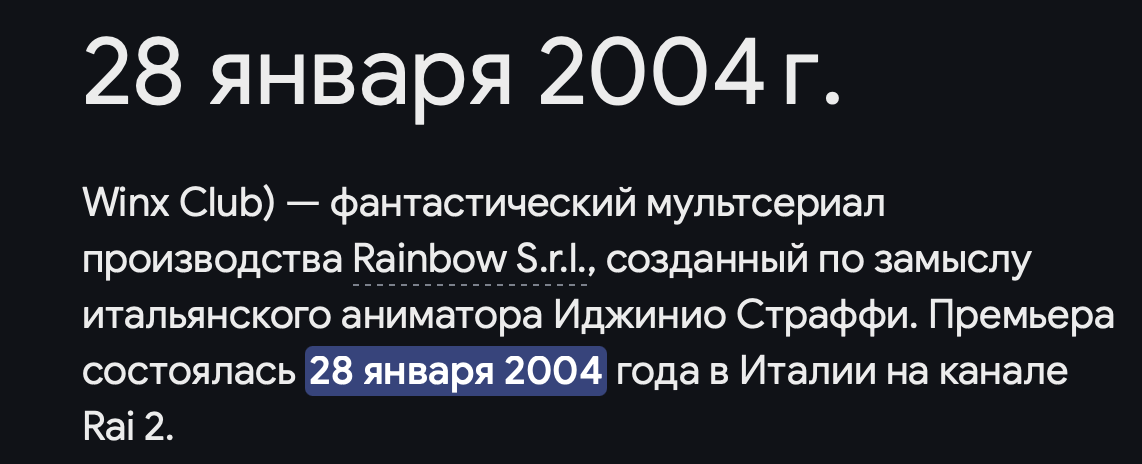 28 января 2004 г.
Winx Club) — фантастический мультсериал
производства Rainbow S.r.l., созданный по замыслу
итальянского аниматора Иджинио Страффи. Премьера
состоялась 28 января 2004 года в Италии на канале
Rai 2.